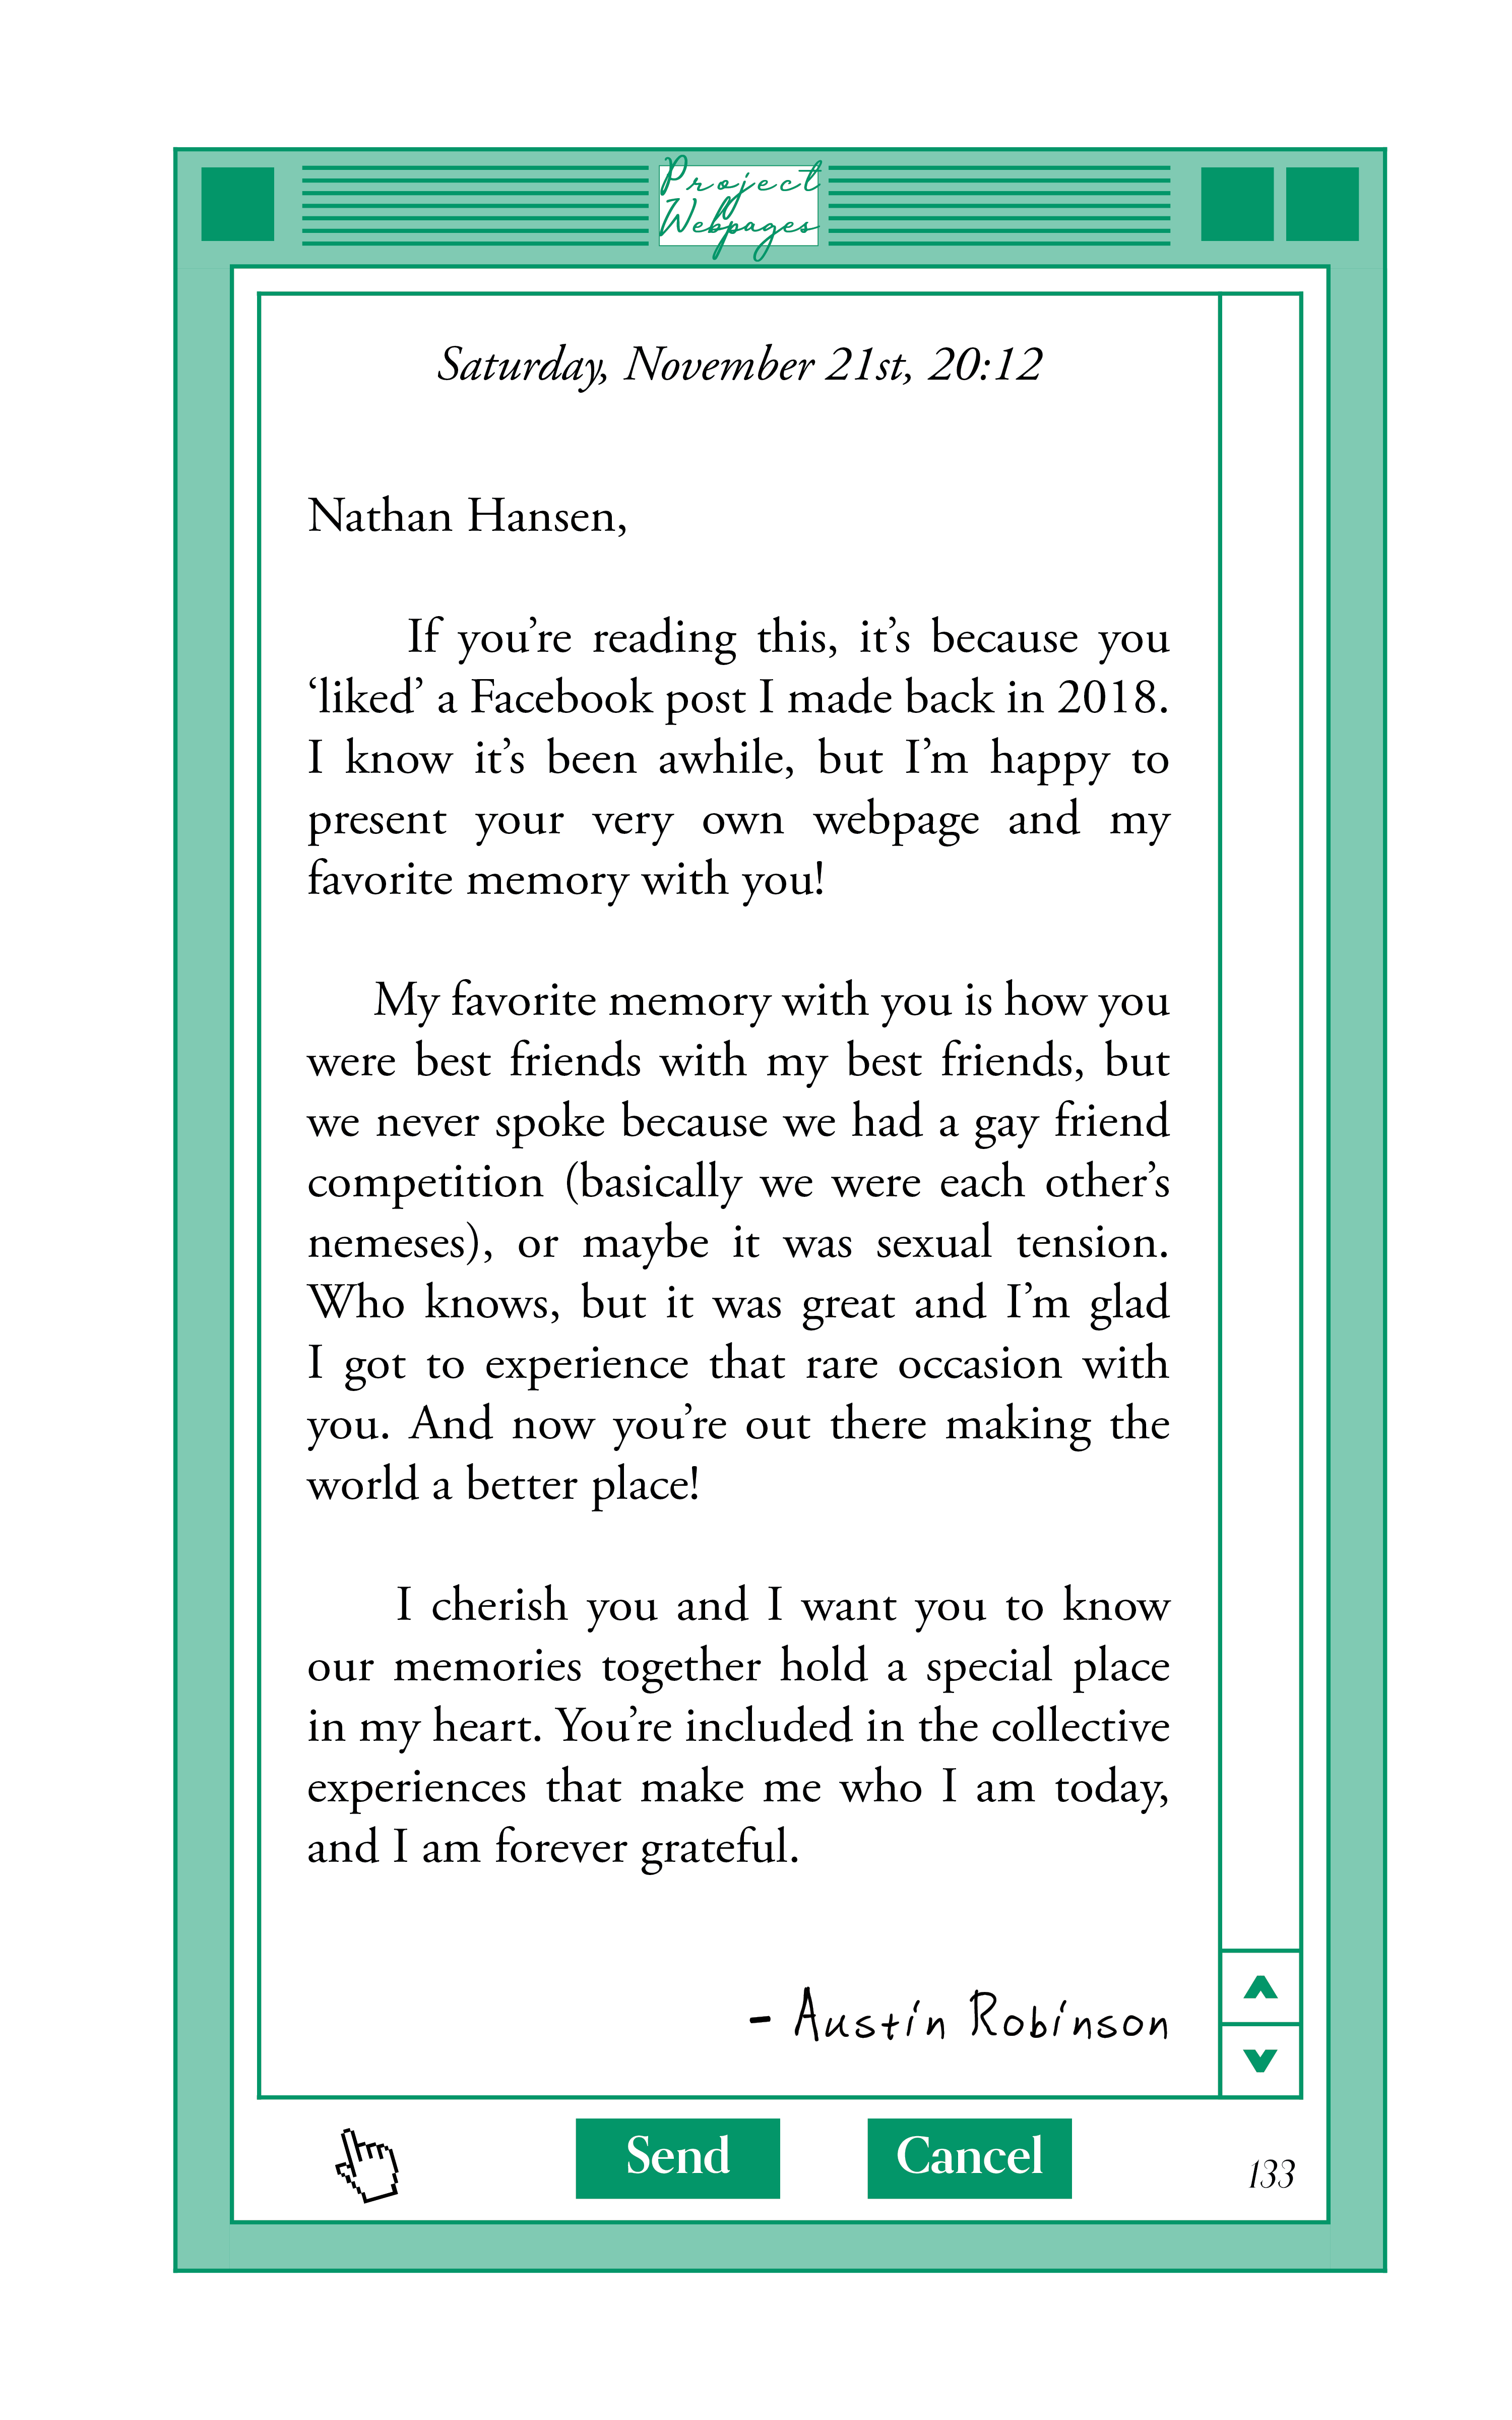 Project
Webpages
Saturday, November 21st, 20:12
Nathan Hansen,
If you’re reading this, it’s because you
‘liked’ a Facebook post I made back in 2018.
I know it’s been awhile, but I’m happy to
present your very own webpage and my
favorite memory with you!
My favorite memory with you is how you
were best friends with my best friends, but
we never spoke because we had a gay friend
competition (basically we were each other’s
nemeses), or maybe it was sexual tension.
Who knows, but it was great and I’m glad
I got to experience that rare occasion with
you. And now you’re out there making the
world a better place!
I cherish you and I want you to know
our memories together hold a special place
in my heart. You’re included in the collective
experiences that make me who I am today,
and I am forever grateful.
- Austin Robinson
Send Cancel
133